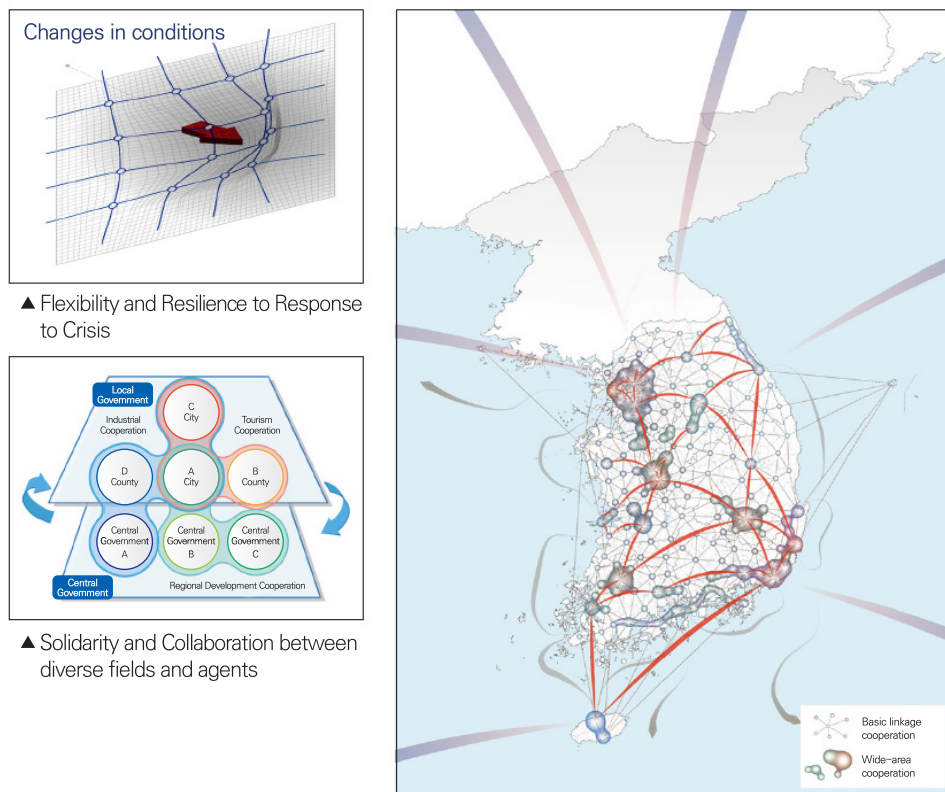 Changes in conditions
▲ Flexibility and Resilience to Response
to Crisis
Local
Government
C
City
Industrial
Cooperation
Tourism
Cooperation
D
County
A
City
B
County
Central
Government
A
Central
Government
B
Central
Government
C
Central
Government
Regional Development Cooperation
▲ Solidarity and Collaboration between
diverse fields and agents
Basic linkage
cooperation
Wide-area
cooperation